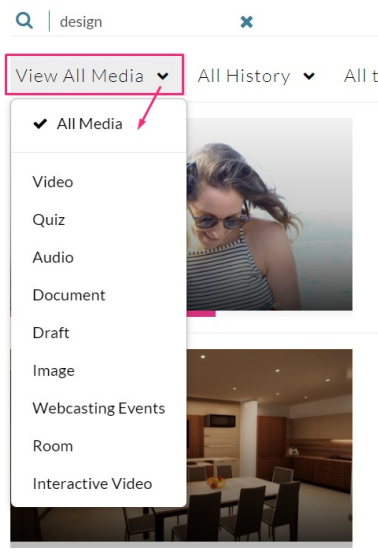 design
View All Media All History All t
All Media
Video
Quiz
Audio
Document
Draft
Image
Webcasting Events
Room
Interactive Video